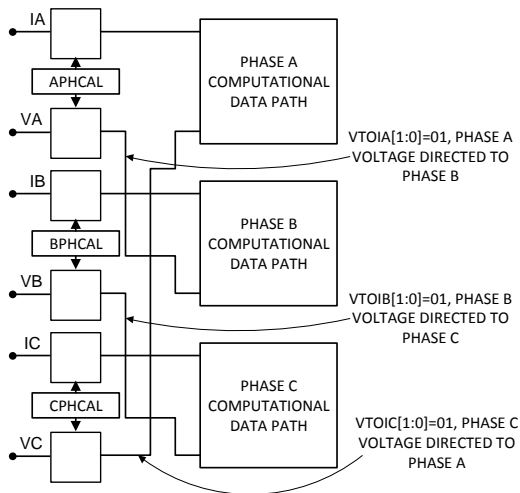 IA
APHCAL
VA
PHASE A
COMPUTATIONAL
DATA PATH
VTOIA[1:0]=01, PHASE A
VOLTAGE DIRECTED TO
PHASE B
IB
BPHCAL
VB
PHASE B
COMPUTATIONAL
DATA PATH
VTOIB[1:0]=01, PHASE B
VOLTAGE DIRECTED TO
PHASE C
IC
CPHCAL
VC
PHASE C
COMPUTATIONAL
DATA PATH
VTOIC[1:0]=01, PHASE C
VOLTAGE DIRECTED TO
PHASE A